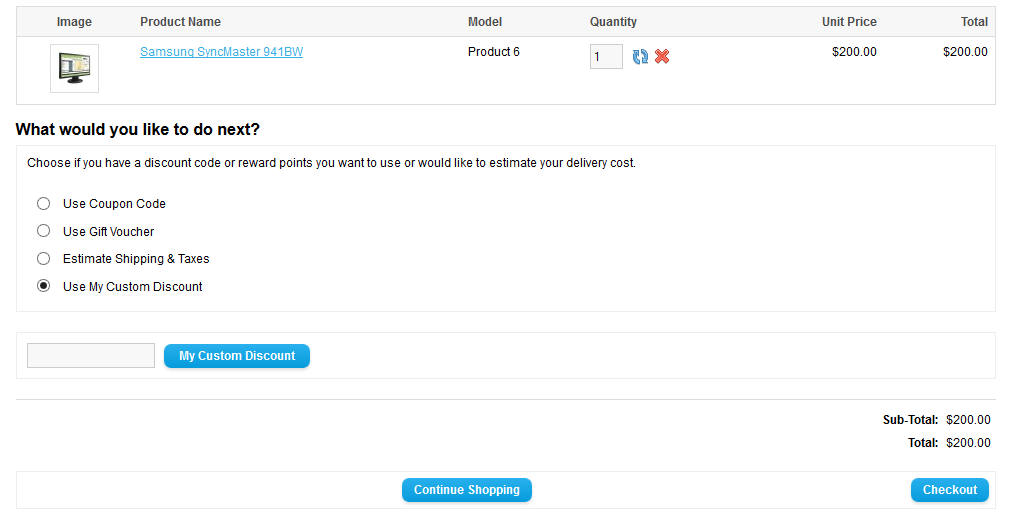 Image Product Name Model Quantity Unit Price Total
Samsung SyncMaster 941BW Product 6 1 $200.00 $200.00
What would you like to do next?
Choose if you have a discount code or reward points you want to use or would like to estimate your delivery cost.
Use Coupon Code
Use Gift Voucher
Estimate Shipping & Taxes
Use My Custom Discount
My Custom Discount
Sub-Total: $200.00
Total: $200.00
Continue Shopping Checkout